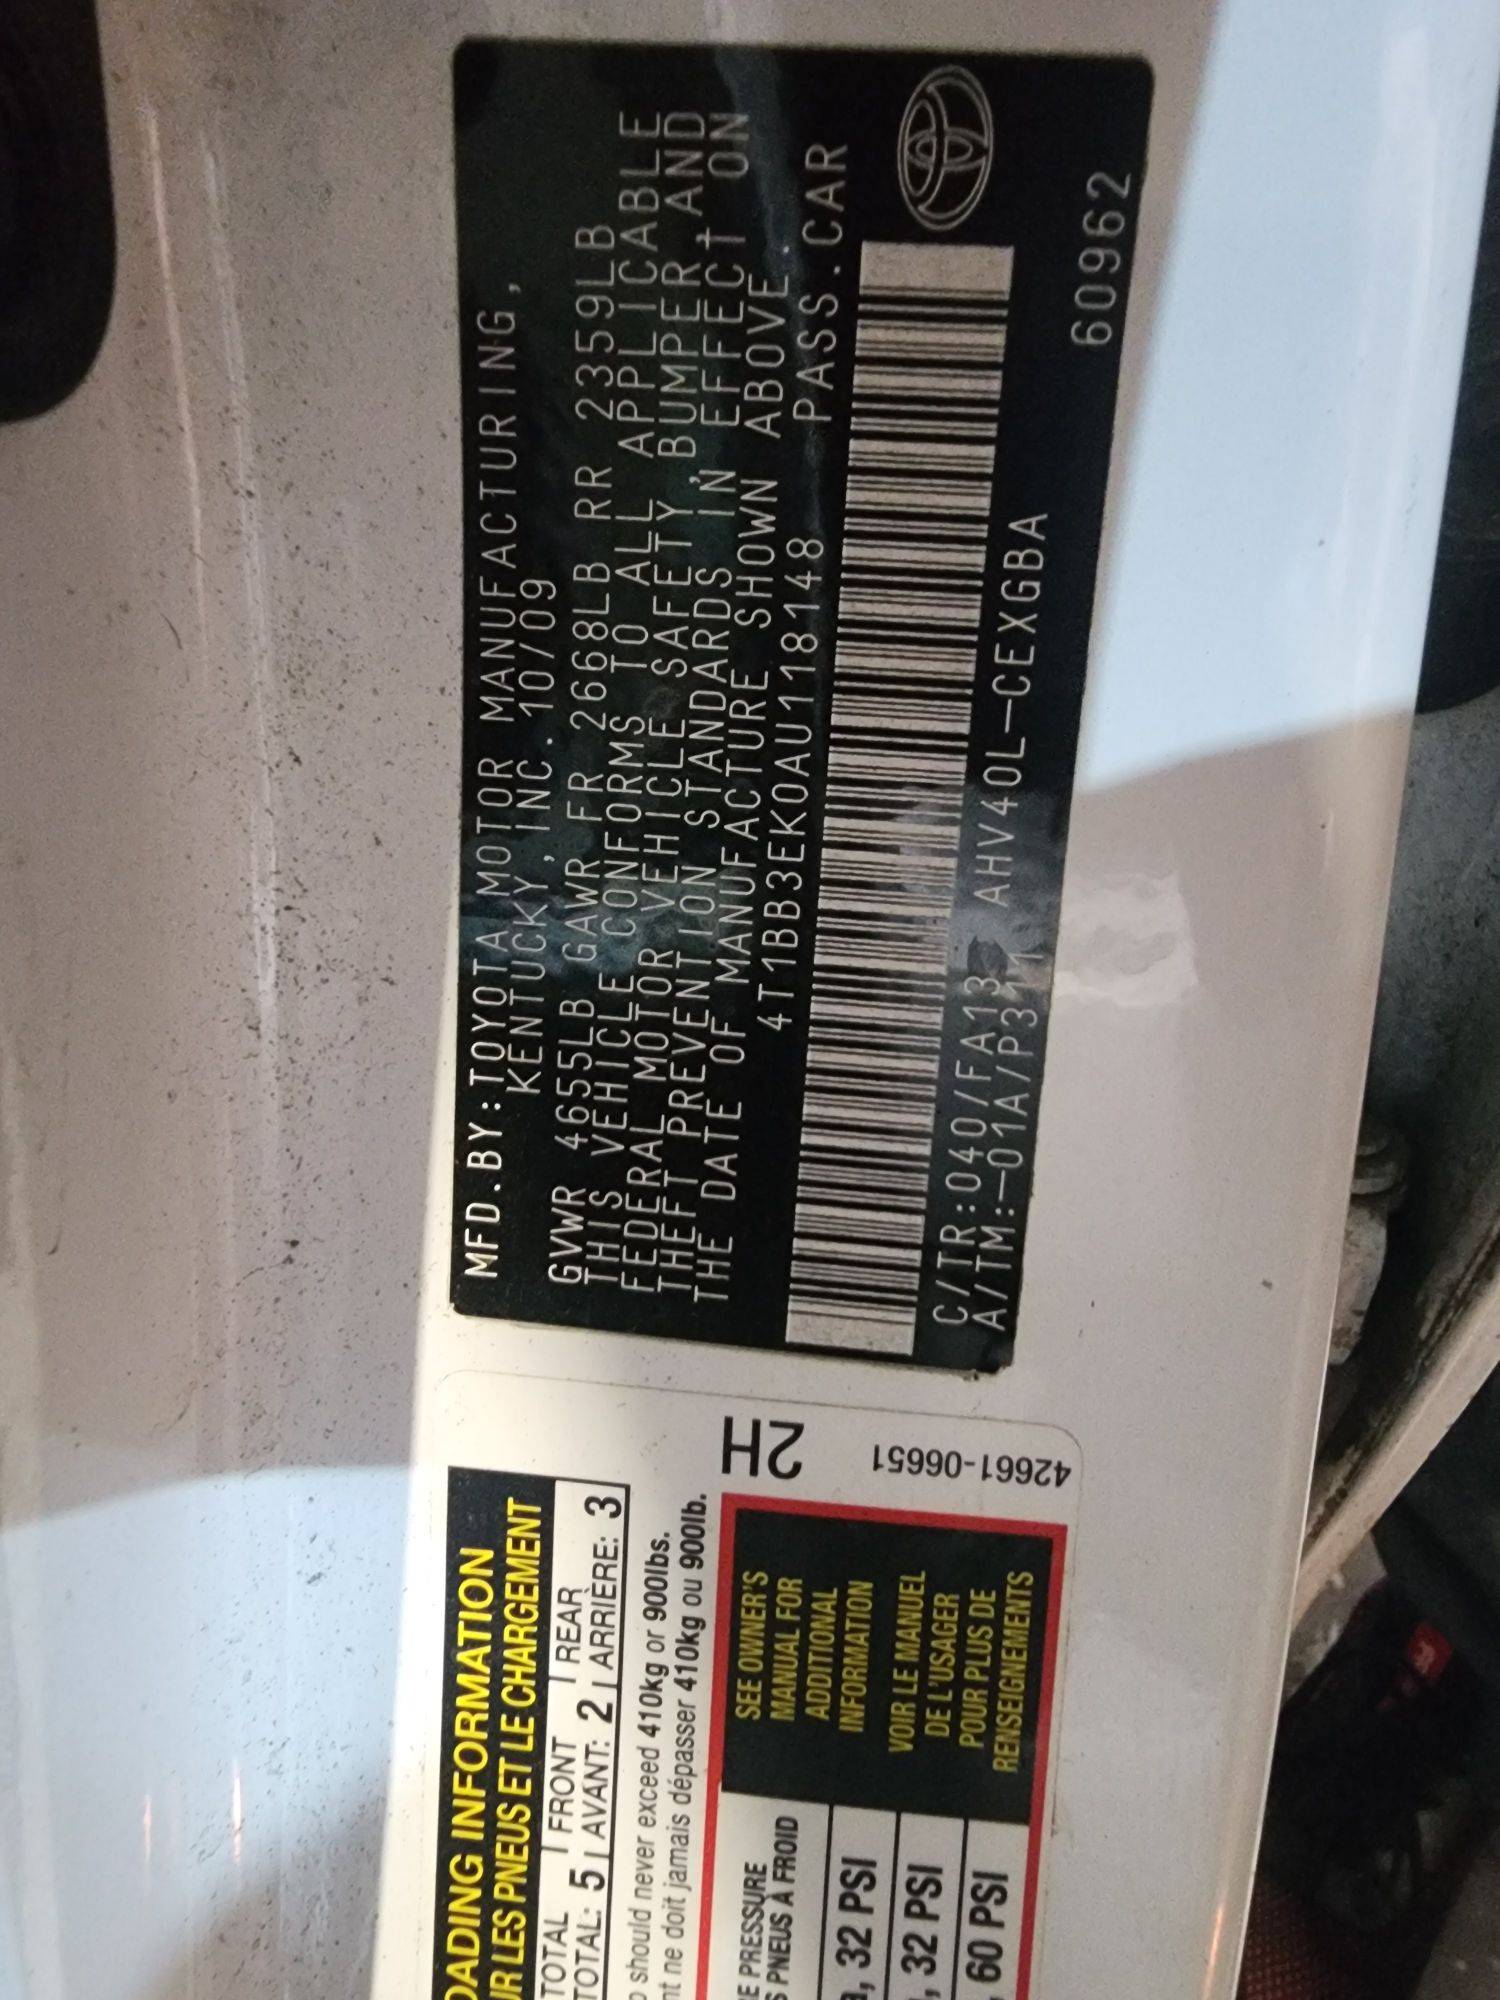 MFD.BY:TOYOTA MOTOR MANUFACTURING,
KENTUCKY, INC. 10/09
GVWR 4655LB GAWR FR 2668LB RR 2359LB
THIS VEHICLE CONFORMS TO ALL APPLICABLE
FEDERAL MOTOR VEHICLE SAFETY,BUMPER AND
THEFT PREVENTION STANDARDS IN EFFECT ON
THE DATE OF MANUFACTURE SHOWN ABOVE.
4T1BB3EK0AU118148 PASS.CAR
C/TR:040/FA13 AHV40L-CEXGBA
A/TM:-01A/P311
60962
2H
42661-06651
LOADING INFORMATION
LES PNEUS ET LE CHARGEMENT
TOTAL FRONT REAR
TOTAL: 5 AVANT: 2 ARRIÈRE: 3
should never exceed 410kg or 900lbs.
ne doit jamais dépasser 410kg ou 900lb.
SEE OWNER'S
MANUAL FOR
ADDITIONAL
INFORMATION
VOIR LE MANUEL
DE L'USAGER
POUR PLUS DE
RENSEIGNEMENTS
PRESSURE
PNEUS À FROID
, 32 PSI
, 32 PSI
, 60 PSI